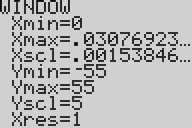 WINDOW
Xmin=0
Xmax=.03076923…
Xscl=.00153846…
Ymin=-55
Ymax=55
Yscl=5
Xres=1